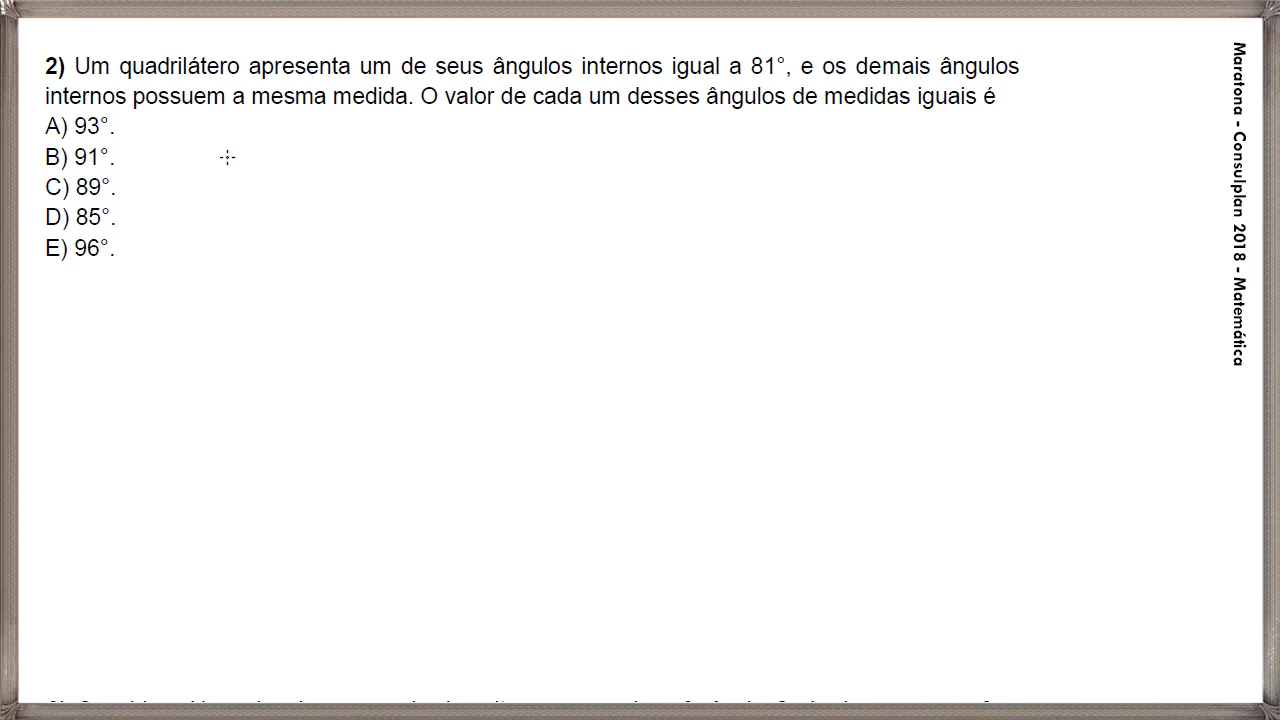 2) Um quadrilátero apresenta um de seus ângulos internos igual a 81°, e os demais ângulos
internos possuem a mesma medida. O valor de cada um desses ângulos de medidas iguais é
A) 93°.
B) 91°.
C) 89°.
D) 85°.
E) 96°.
Maratona - Consulplan 2018 - Matemática